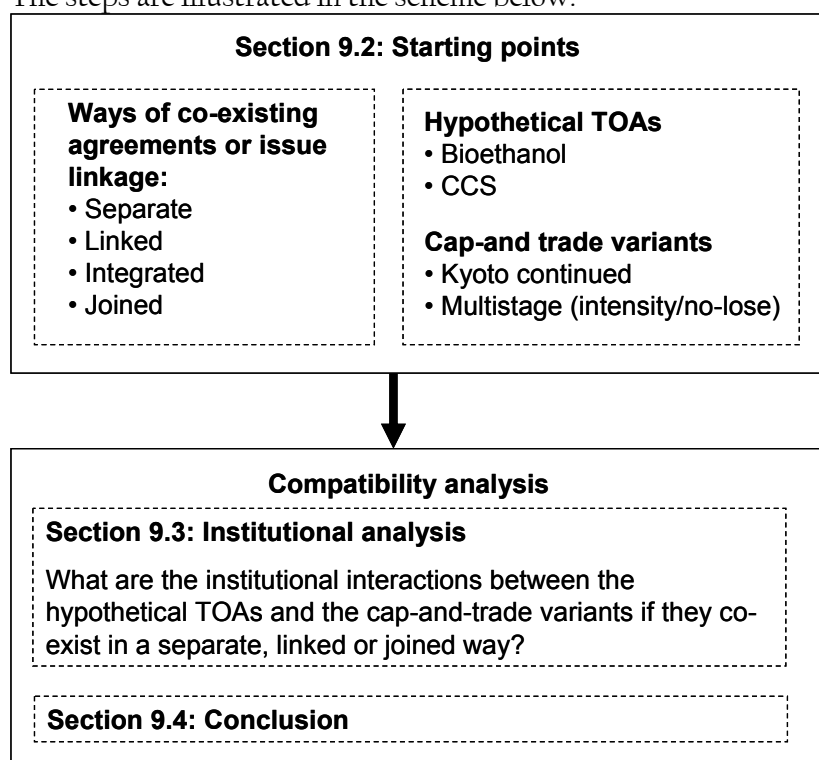 The steps are illustrated in the scheme below:
Section 9.2: Starting points
Ways of co-existing
agreements or issue
linkage:
• Separate
• Linked
• Integrated
• Joined
Hypothetical TOAs
• Bioethanol
• CCS
Cap-and trade variants
• Kyoto continued
• Multistage (intensity/no-lose)
Compatibility analysis
Section 9.3: Institutional analysis
What are the institutional interactions between the
hypothetical TOAs and the cap-and-trade variants if they co-
exist in a separate, linked or joined way?
Section 9.4: Conclusion